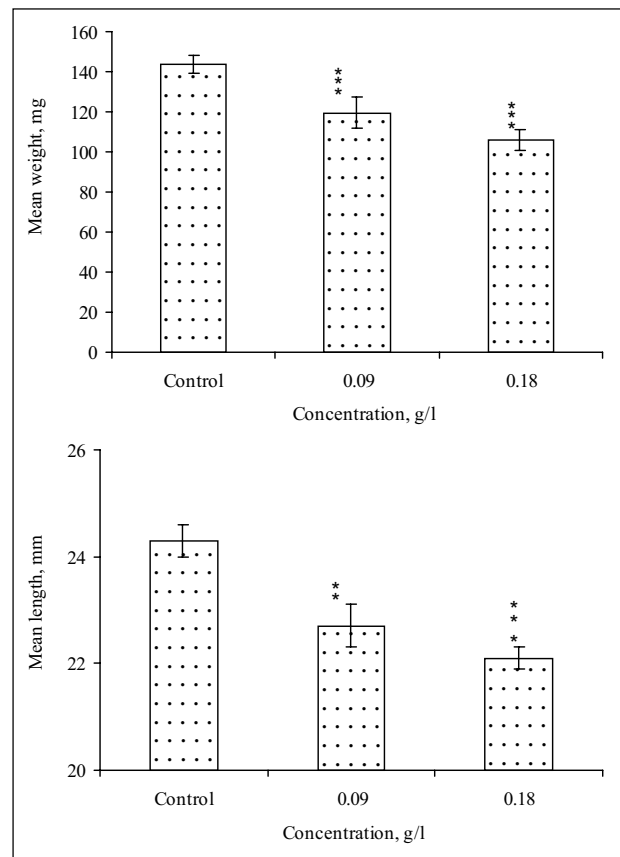 160
140
120
100
80
60
40
20
0
Mean weight, mg
***
***
Control 0.09 0.18
Concentration, g/l
26
24
22
20
Mean length, mm
**
***
Control 0.09 0.18
Concentration, g/l